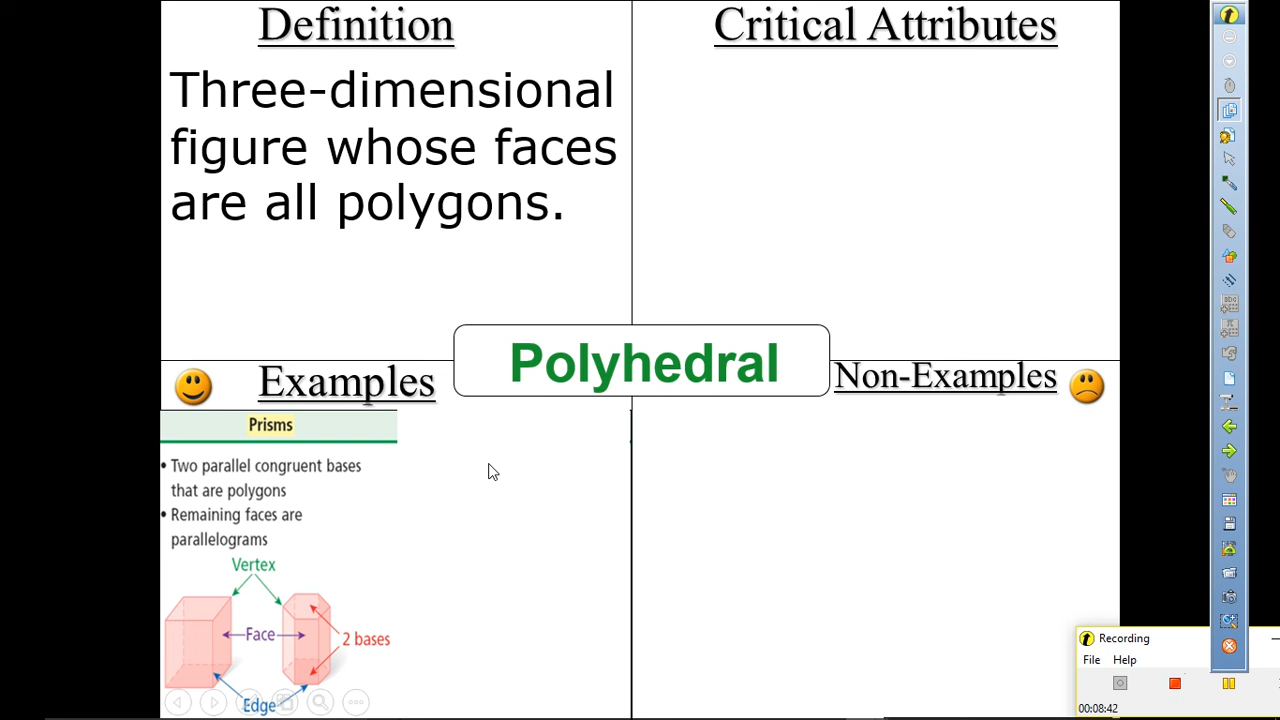 Definition
Critical Attributes
Three-dimensional
figure whose faces
are all polygons.
Polyhedral
Examples
Non-Examples
Prisms
• Two parallel congruent bases
that are polygons
• Remaining faces are
parallelograms
Vertex
Face
2 bases
Edge
Recording
File Help
00:08:42